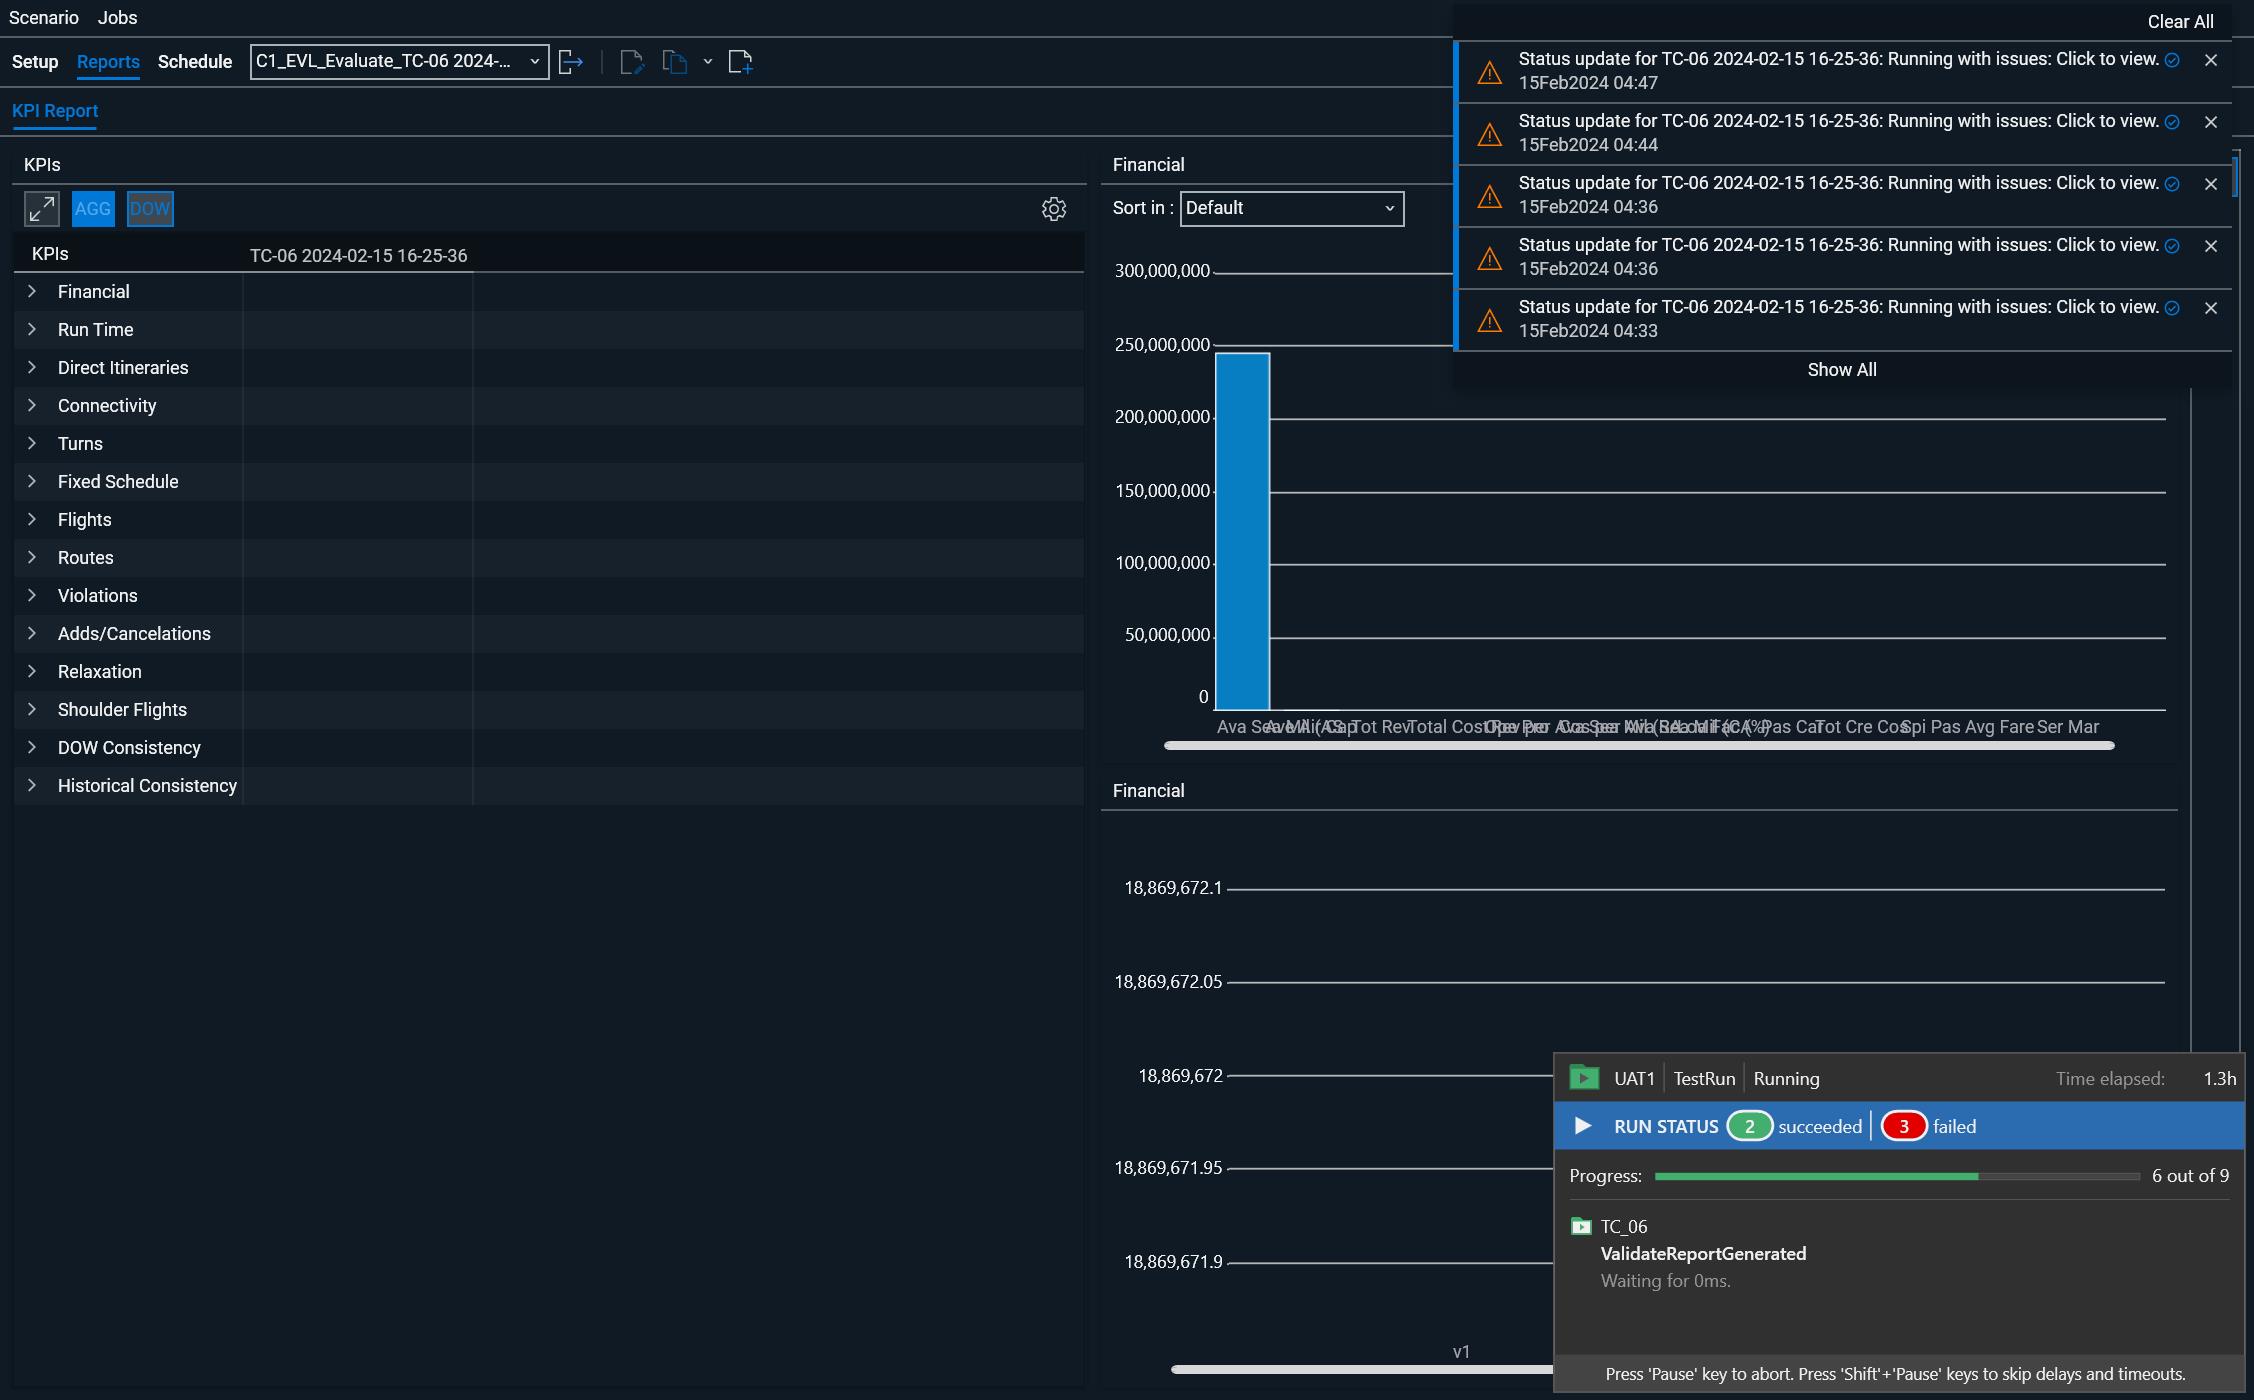 Scenario Jobs
Setup Reports Schedule C1_EVL_Evaluate_TC-06 2024-...
KPI Report
KPIs
AGG DOW
KPIs TC-06 2024-02-15 16-25-36
Financial
Run Time
Direct Itineraries
Connectivity
Turns
Fixed Schedule
Flights
Routes
Violations
Adds/Cancelations
Relaxation
Shoulder Flights
DOW Consistency
Historical Consistency
Financial
Sort in : Default
300,000,000
250,000,000
200,000,000
150,000,000
100,000,000
50,000,000
0
Ava Tot Rev Total Cost Pas Car Tot Cre Cos Spi Pas Avg Fare Ser Mar
Financial
18,869,672.1
18,869,672.05
18,869,672
18,869,671.95
18,869,671.9
v1
Clear All
Status update for TC-06 2024-02-15 16-25-36: Running with issues: Click to view.
15Feb2024 04:47
Status update for TC-06 2024-02-15 16-25-36: Running with issues: Click to view.
15Feb2024 04:44
Status update for TC-06 2024-02-15 16-25-36: Running with issues: Click to view.
15Feb2024 04:36
Status update for TC-06 2024-02-15 16-25-36: Running with issues: Click to view.
15Feb2024 04:36
Status update for TC-06 2024-02-15 16-25-36: Running with issues: Click to view.
15Feb2024 04:33
Show All
UAT1 TestRun Running Time elapsed: 1.3h
RUN STATUS 2 succeeded 3 failed
Progress: 6 out of 9
TC_06
ValidateReportGenerated
Waiting for 0ms.
Press 'Pause' key to abort. Press 'Shift'+'Pause' keys to skip delays and timeouts.